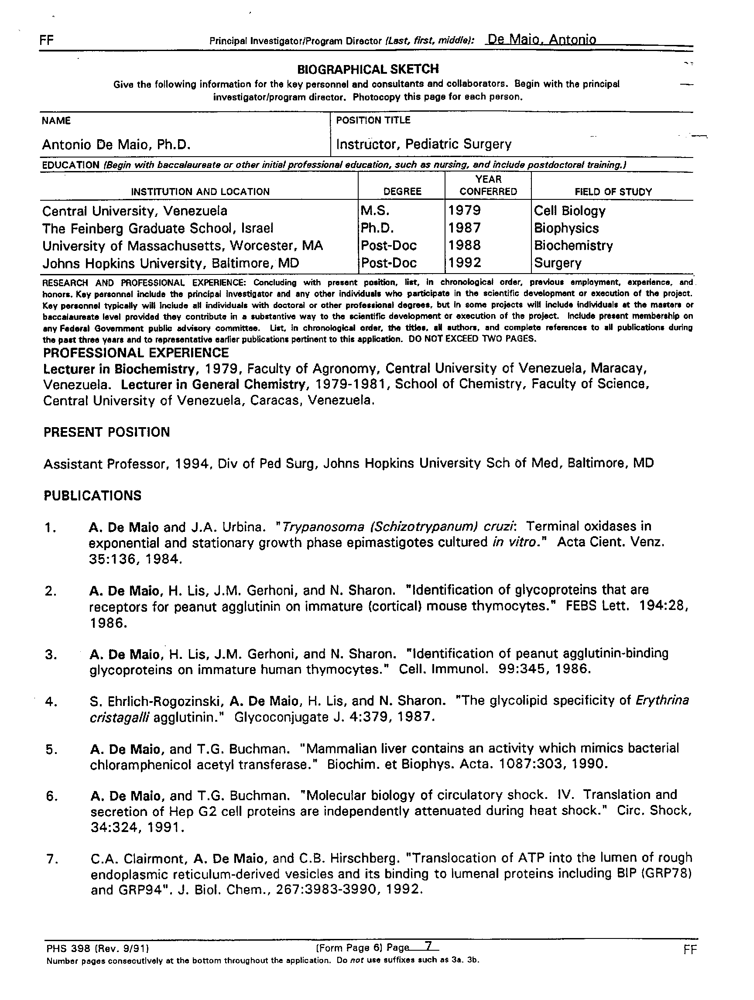 FF Principal Investigator/Program Director (Last, first, middle): De Maio, Antonio
BIOGRAPHICAL SKETCH
Give the following information for the key personnel and consultants and collaborators. Begin with the principal
investigator/program director. Photocopy this page for each person.
NAME POSITION TITLE
Antonio De Maio, Ph.D. Instructor, Pediatric Surgery
EDUCATION (Begin with baccalaureate or other initial professional education, such as nursing, and include postdoctoral training.)
INSTITUTION AND LOCATION DEGREE YEAR CONFERRED FIELD OF STUDY
Central University, Venezuela M.S. 1979 Cell Biology
The Feinberg Graduate School, Israel Ph.D. 1987 Biophysics
University of Massachusetts, Worcester, MA Post-Doc 1988 Biochemistry
Johns Hopkins University, Baltimore, MD Post-Doc 1992 Surgery
RESEARCH AND PROFESSIONAL EXPERIENCE: Concluding with present position, list, in chronological order, previous employment, experience, and
honors. Key personnel include the principal investigator and any other individuals who participate in the scientific development or execution of the project.
Key personnel typically will include all individuals with doctoral or other professional degrees, but in some projects will include individuals at the masters or
baccalaureate level provided they contribute in a substantive way to the scientific development or execution of the project. Include present membership on
any Federal Government public advisory committee. List, in chronological order, the titles, all authors, and complete references to all publications during
the past three years and to representative earlier publications pertinent to this application. DO NOT EXCEED TWO PAGES.
PROFESSIONAL EXPERIENCE
Lecturer in Biochemistry, 1979, Faculty of Agronomy, Central University of Venezuela, Maracay,
Venezuela. Lecturer in General Chemistry, 1979-1981, School of Chemistry, Faculty of Science,
Central University of Venezuela, Caracas, Venezuela.
PRESENT POSITION
Assistant Professor, 1994, Div of Ped Surg, Johns Hopkins University Sch of Med, Baltimore, MD
PUBLICATIONS
1. A. De Maio and J.A. Urbina. "Trypanosoma (Schizotrypanum) cruzi: Terminal oxidases in
exponential and stationary growth phase epimastigotes cultured in vitro." Acta Cient. Venz.
35:136, 1984.
2. A. De Maio, H. Lis, J.M. Gerhoni, and N. Sharon. "Identification of glycoproteins that are
receptors for peanut agglutinin on immature (cortical) mouse thymocytes." FEBS Lett. 194:28,
1986.
3. A. De Maio, H. Lis, J.M. Gerhoni, and N. Sharon. "Identification of peanut agglutinin-binding
glycoproteins on immature human thymocytes." Cell. Immunol. 99:345, 1986.
4. S. Ehrlich-Rogozinski, A. De Maio, H. Lis, and N. Sharon. "The glycolipid specificity of Erythrina
cristagalli agglutinin." Glycoconjugate J. 4:379, 1987.
5. A. De Maio, and T.G. Buchman. "Mammalian liver contains an activity which mimics bacterial
chloramphenicol acetyl transferase." Biochim. et Biophys. Acta. 1087:303, 1990.
6. A. De Maio, and T.G. Buchman. "Molecular biology of circulatory shock. IV. Translation and
secretion of Hep G2 cell proteins are independently attenuated during heat shock." Circ. Shock,
34:324, 1991.
7. C.A. Clairmont, A. De Maio, and C.B. Hirschberg. "Translocation of ATP into the lumen of rough
endoplasmic reticulum-derived vesicles and its binding to lumenal proteins including BIP (GRP78)
and GRP94". J. Biol. Chem., 267:3983-3990, 1992.
PHS 398 (Rev. 9/91) (Form Page 6) Page 7 FF
Number pages consecutively at the bottom throughout the application. Do not use suffixes such as 3a, 3b.